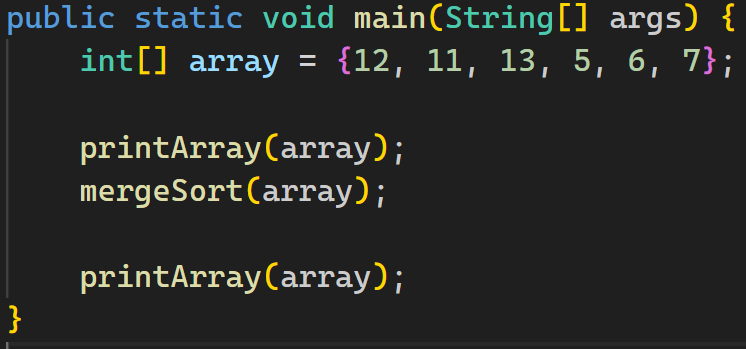 public static void main(String[] args) {
    int[] array = {12, 11, 13, 5, 6, 7};
    printArray(array);
    mergeSort(array);
    printArray(array);
}